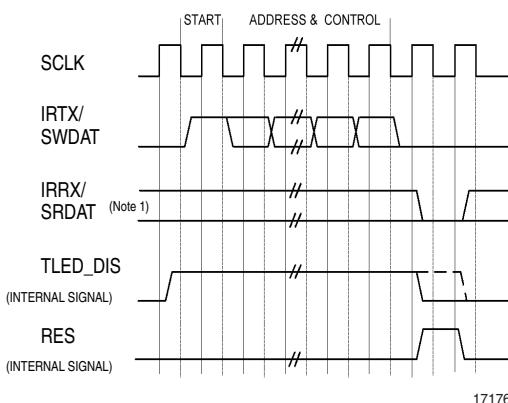 START ADDRESS & CONTROL
SCLK
IRTX/
SWDAT
IRRX/
SRDAT (Note 1)
TLED_DIS
(INTERNAL SIGNAL)
RES
(INTERNAL SIGNAL)
17176